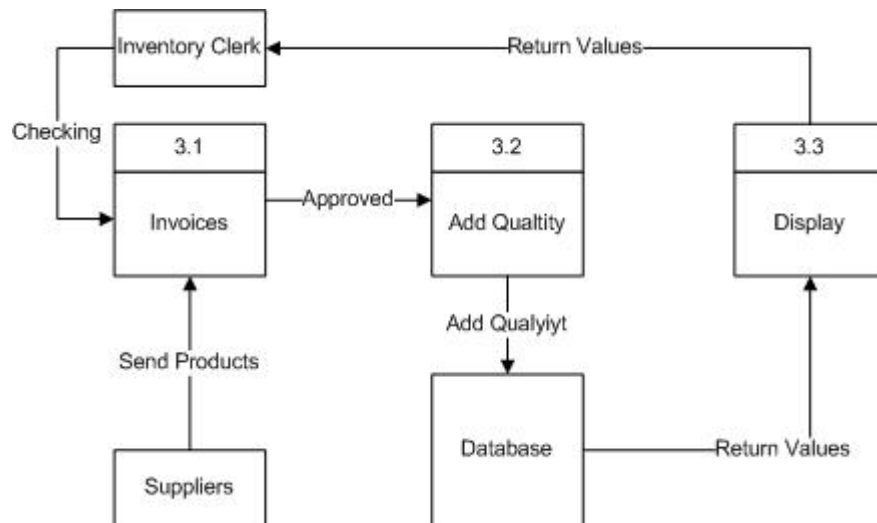 Inventory Clerk
Return Values
Checking
3.1
3.2
3.3
Invoices
Approved
Add Qualtity
Display
Add Qualyiyt
Send Products
Database
Return Values
Suppliers